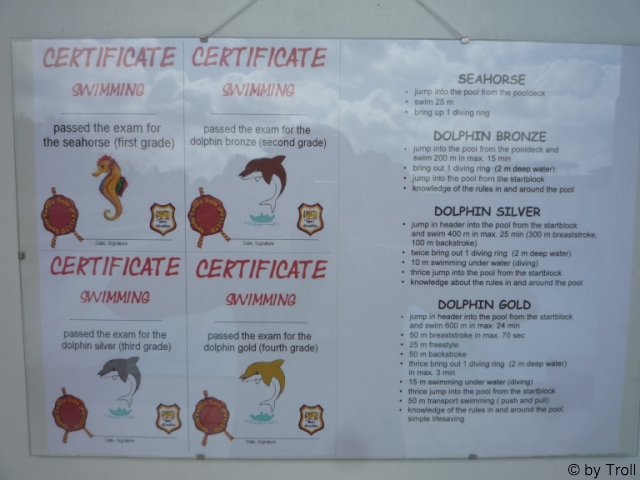 CERTIFICATE
SWIMMING
passed the exam for
the seahorse (first grade)
Date, Signature
CERTIFICATE
SWIMMING
passed the exam for the
dolphin bronze (second grade)
Date, Signature
CERTIFICATE
SWIMMING
passed the exam for the
dolphin silver (third grade)
Date, Signature
CERTIFICATE
SWIMMING
passed the exam for the
dolphin gold (fourth grade)
Date, Signature
SEAHORSE
• jump into the pool from the pooldeck
• swim 25 m
• bring up 1 diving ring
DOLPHIN BRONZE
• jump into the pool from the pooldeck and
swim 200 m in max. 15 min
• bring out 1 diving ring (2 m deep water)
• jump into the pool from the startblock
• knowledge of the rules in and around the pool
DOLPHIN SILVER
• jump in header into the pool from the startblock
and swim 400 m in max. 25 min (300 m breaststroke,
100 m backstroke)
• twice bring out 1 diving ring (2 m deep water)
• 10 m swimming under water (diving)
• thrice jump into the pool from the startblock
• knowledge about the rules in and around the pool
DOLPHIN GOLD
• jump in header into the pool from the startblock
and swim 600 m in max. 24 min
• 50 m breaststroke in max. 70 sec
• 25 m freestyle
• 50 m backstroke
• thrice bring out 1 diving ring (2 m deep water)
in max. 3 min
• 15 m swimming under water (diving)
• thrice jump into the pool from the startblock
• 50 m transport swimming ( push and pull)
• knowledge of the rules in and around the pool,
simple lifesaving
© by Troll